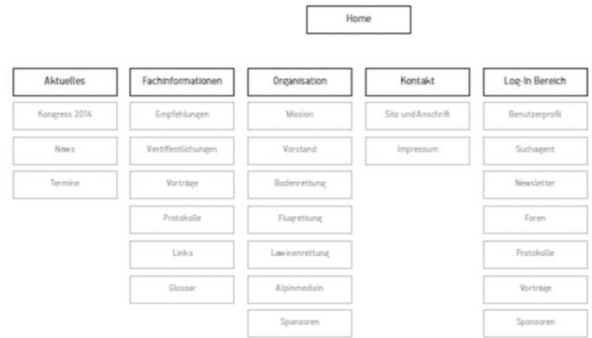 Home
Aktuelles
Kongress 2014
News
Termine
Fachinformationen
Empfehlungen
Veröffentlichungen
Vorträge
Protokolle
Links
Glossar
Organisation
Mission
Vorstand
Bodenrettung
Flugrettung
Lawinenrettung
Alpinmedizin
Sponsoren
Kontakt
Sitz und Anschrift
Impressum
Log-In Bereich
Benutzerprofil
Suchagent
Newsletter
Foren
Protokolle
Vorträge
Sponsoren